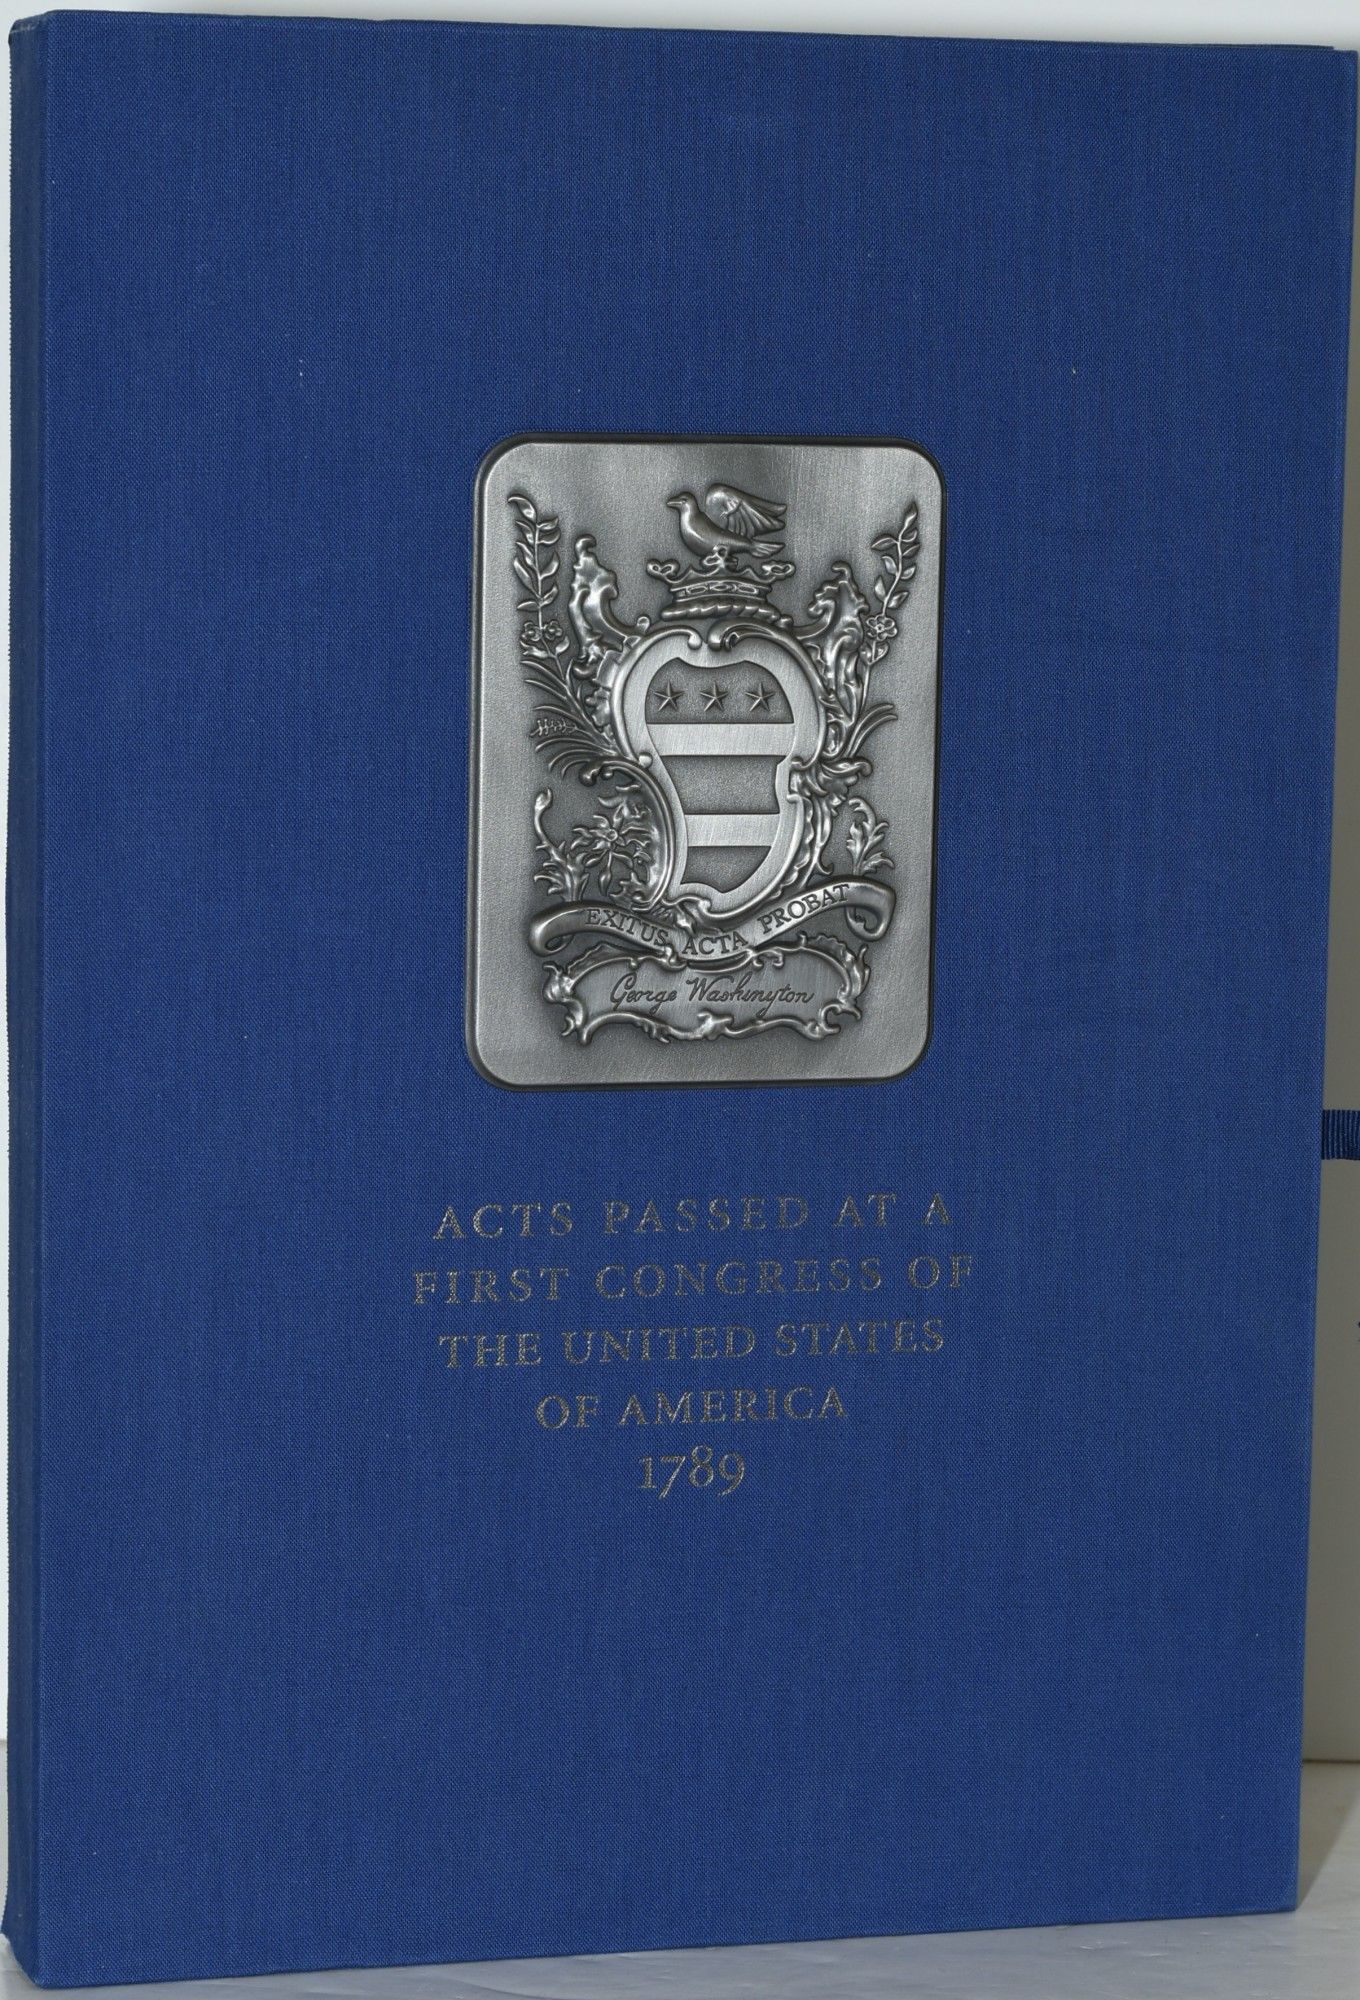 EXITUS ACTA PROBAT
George Washington
ACTS PASSED AT A
FIRST CONGRESS OF
THE UNITED STATES
OF AMERICA
1789